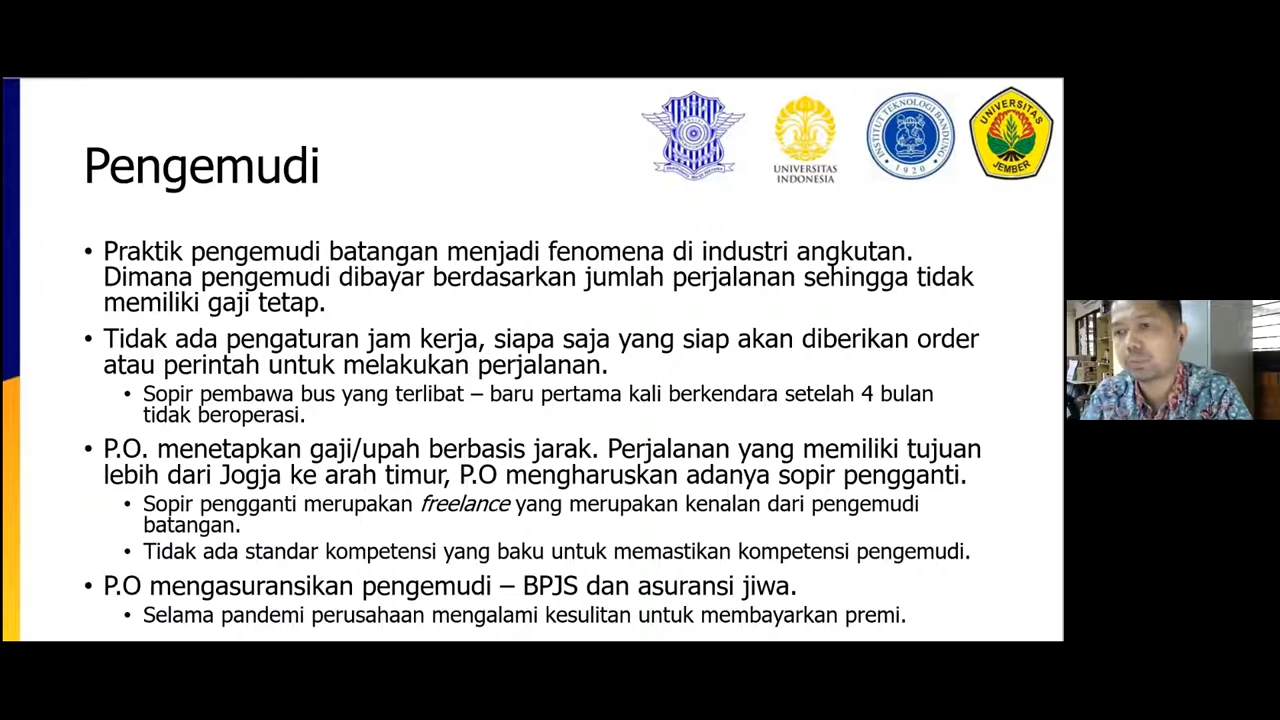 UNIVERSITAS
INDONESIA
INSTITUT TEKNOLOGI BANDUNG
1920
UNIVERSITAS
JEMBER
Pengemudi
• Praktik pengemudi batangan menjadi fenomena di industri angkutan.
Dimana pengemudi dibayar berdasarkan jumlah perjalanan sehingga tidak
memiliki gaji tetap.
• Tidak ada pengaturan jam kerja, siapa saja yang siap akan diberikan order
atau perintah untuk melakukan perjalanan.
• Sopir pembawa bus yang terlibat – baru pertama kali berkendara setelah 4 bulan
tidak beroperasi.
• P.O. menetapkan gaji/upah berbasis jarak. Perjalanan yang memiliki tujuan
lebih dari Jogja ke arah timur, P.O mengharuskan adanya sopir pengganti.
• Sopir pengganti merupakan freelance yang merupakan kenalan dari pengemudi
batangan.
• Tidak ada standar kompetensi yang baku untuk memastikan kompetensi pengemudi.
• P.O mengasuransikan pengemudi – BPJS dan asuransi jiwa.
• Selama pandemi perusahaan mengalami kesulitan untuk membayarkan premi.